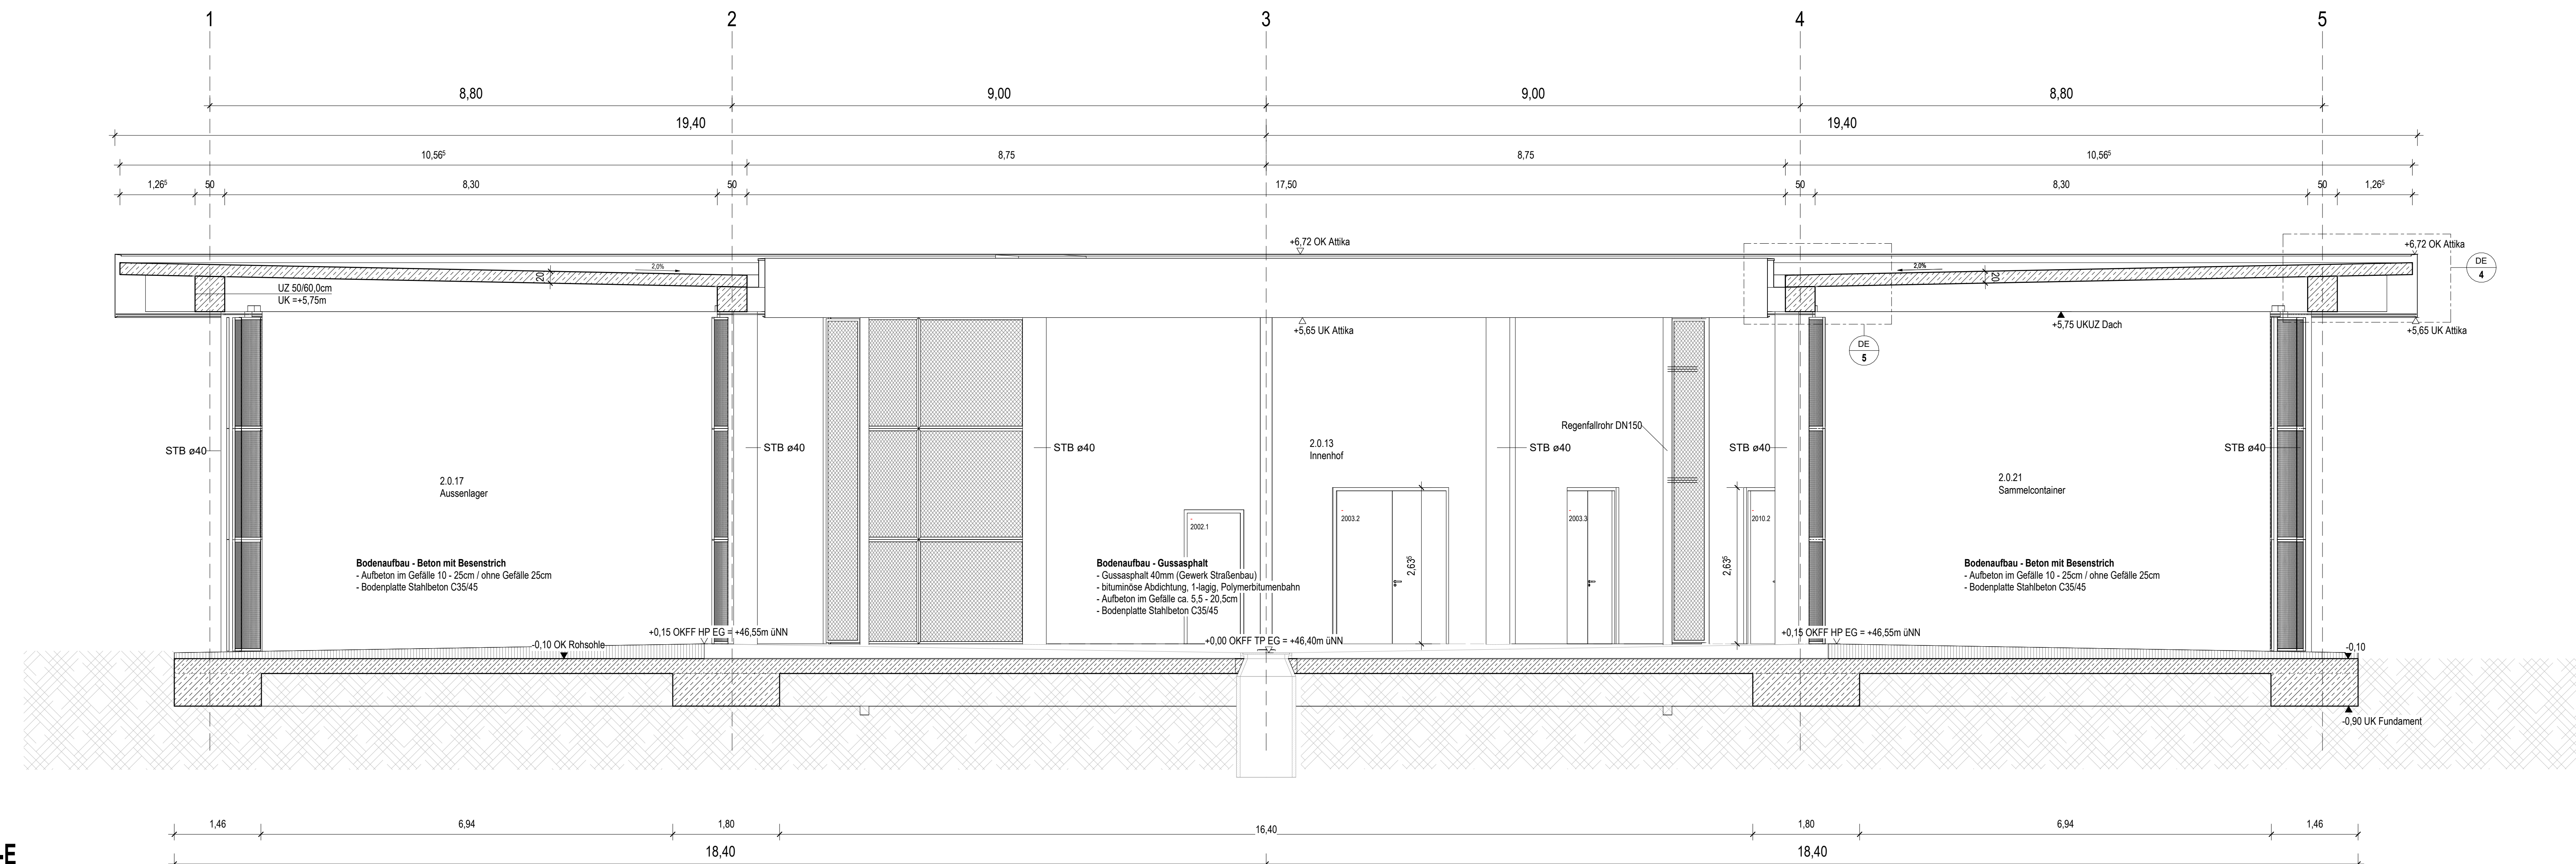 1 2 3 4 5
8,80 9,00 9,00 8,80
19,40 19,40
10,56⁵ 8,75 8,75 10,56⁵
1,26⁵ 50 8,30 50 17,50 50 8,30 50 1,26⁵
+6,72 OK Attika
+6,72 OK Attika
2,0%
20
2,0%
20
DE
4
UZ 50/60,0cm
UK =+5,75m
+5,65 UK Attika
+5,75 UKUZ Dach
+5,65 UK Attika
DE
5
Regenfallrohr DN150
STB ø40
STB ø40
STB ø40
STB ø40
STB ø40
STB ø40
2.0.13
Innenhof
2.0.17
Aussenlager
2.0.21
Sammelcontainer
2002.1
2003.2
2003.3
2010.2
2,63⁵
2,63⁵
Bodenaufbau - Beton mit Besenstrich
- Aufbeton im Gefälle 10 - 25cm / ohne Gefälle 25cm
- Bodenplatte Stahlbeton C35/45
Bodenaufbau - Gussasphalt
- Gussasphalt 40mm (Gewerk Straßenbau)
- bituminöse Abdichtung, 1-lagig, Polymerbitumenbahn
- Aufbeton im Gefälle ca. 5,5 - 20,5cm
- Bodenplatte Stahlbeton C35/45
Bodenaufbau - Beton mit Besenstrich
- Aufbeton im Gefälle 10 - 25cm / ohne Gefälle 25cm
- Bodenplatte Stahlbeton C35/45
+0,15 OKFF HP EG = +46,55m üNN
+0,00 OKFF TP EG = +46,40m üNN
+0,15 OKFF HP EG = +46,55m üNN
-0,10 OK Rohsohle
-0,10
-0,90 UK Fundament
1,46 6,94 1,80 16,40 1,80 6,94 1,46
-E
18,40 18,40